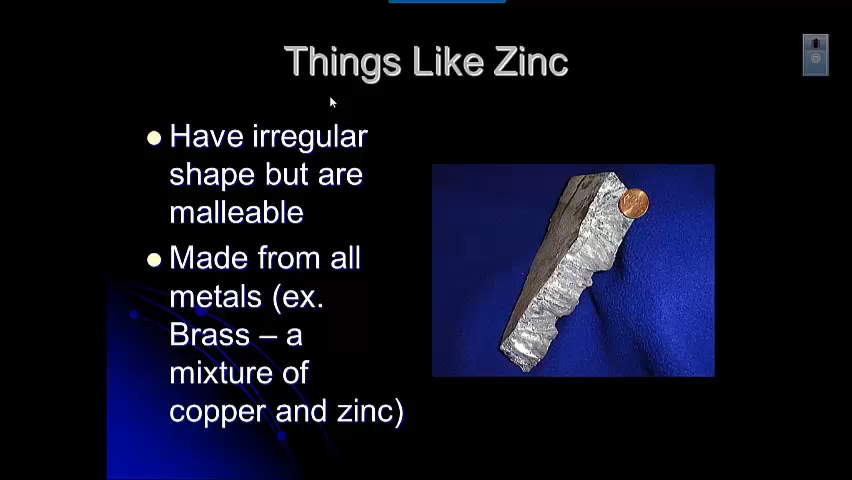 Things Like Zinc
Have irregular
shape but are
malleable
Made from all
metals (ex.
Brass – a
mixture of
copper and zinc)